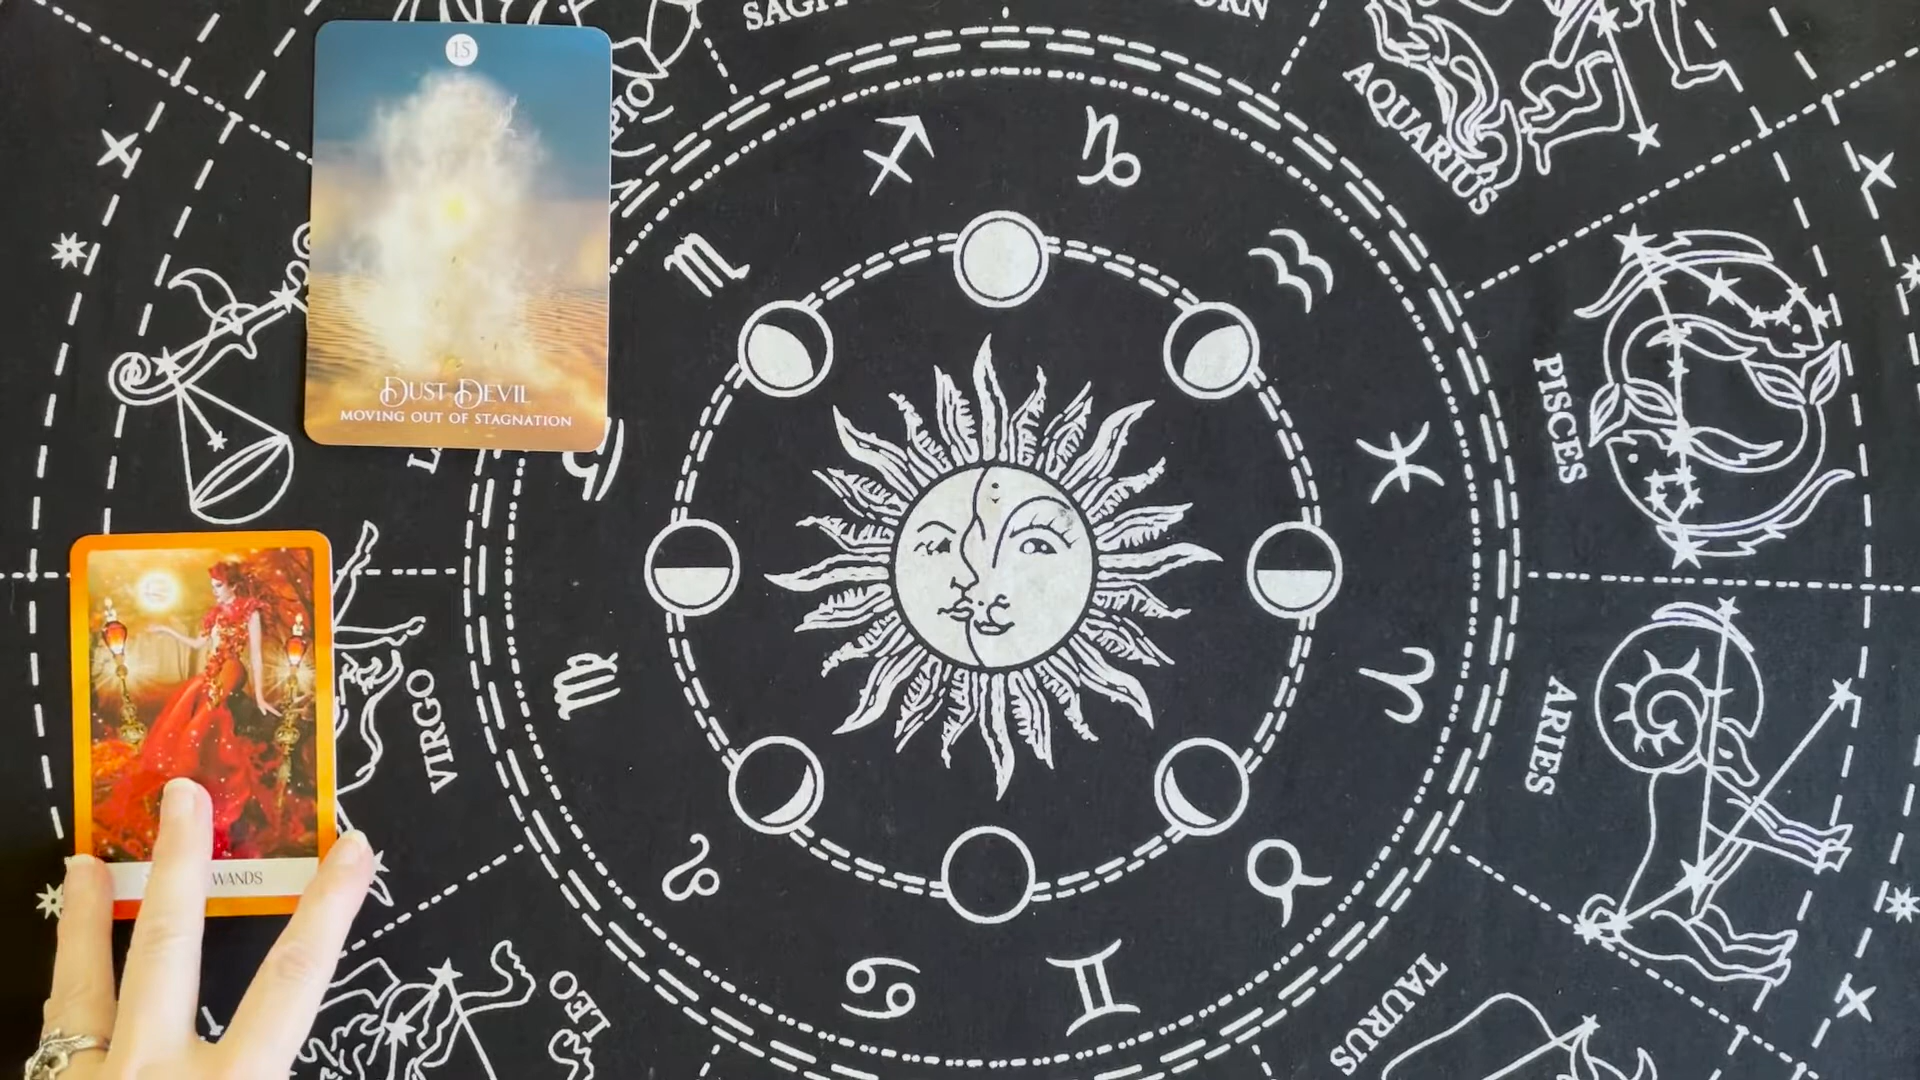 15
DUST DEVIL
MOVING OUT OF STAGNATION
WANDS
AQUARIUS
PISCES
ARIES
TAURUS
VIRGO
LEO